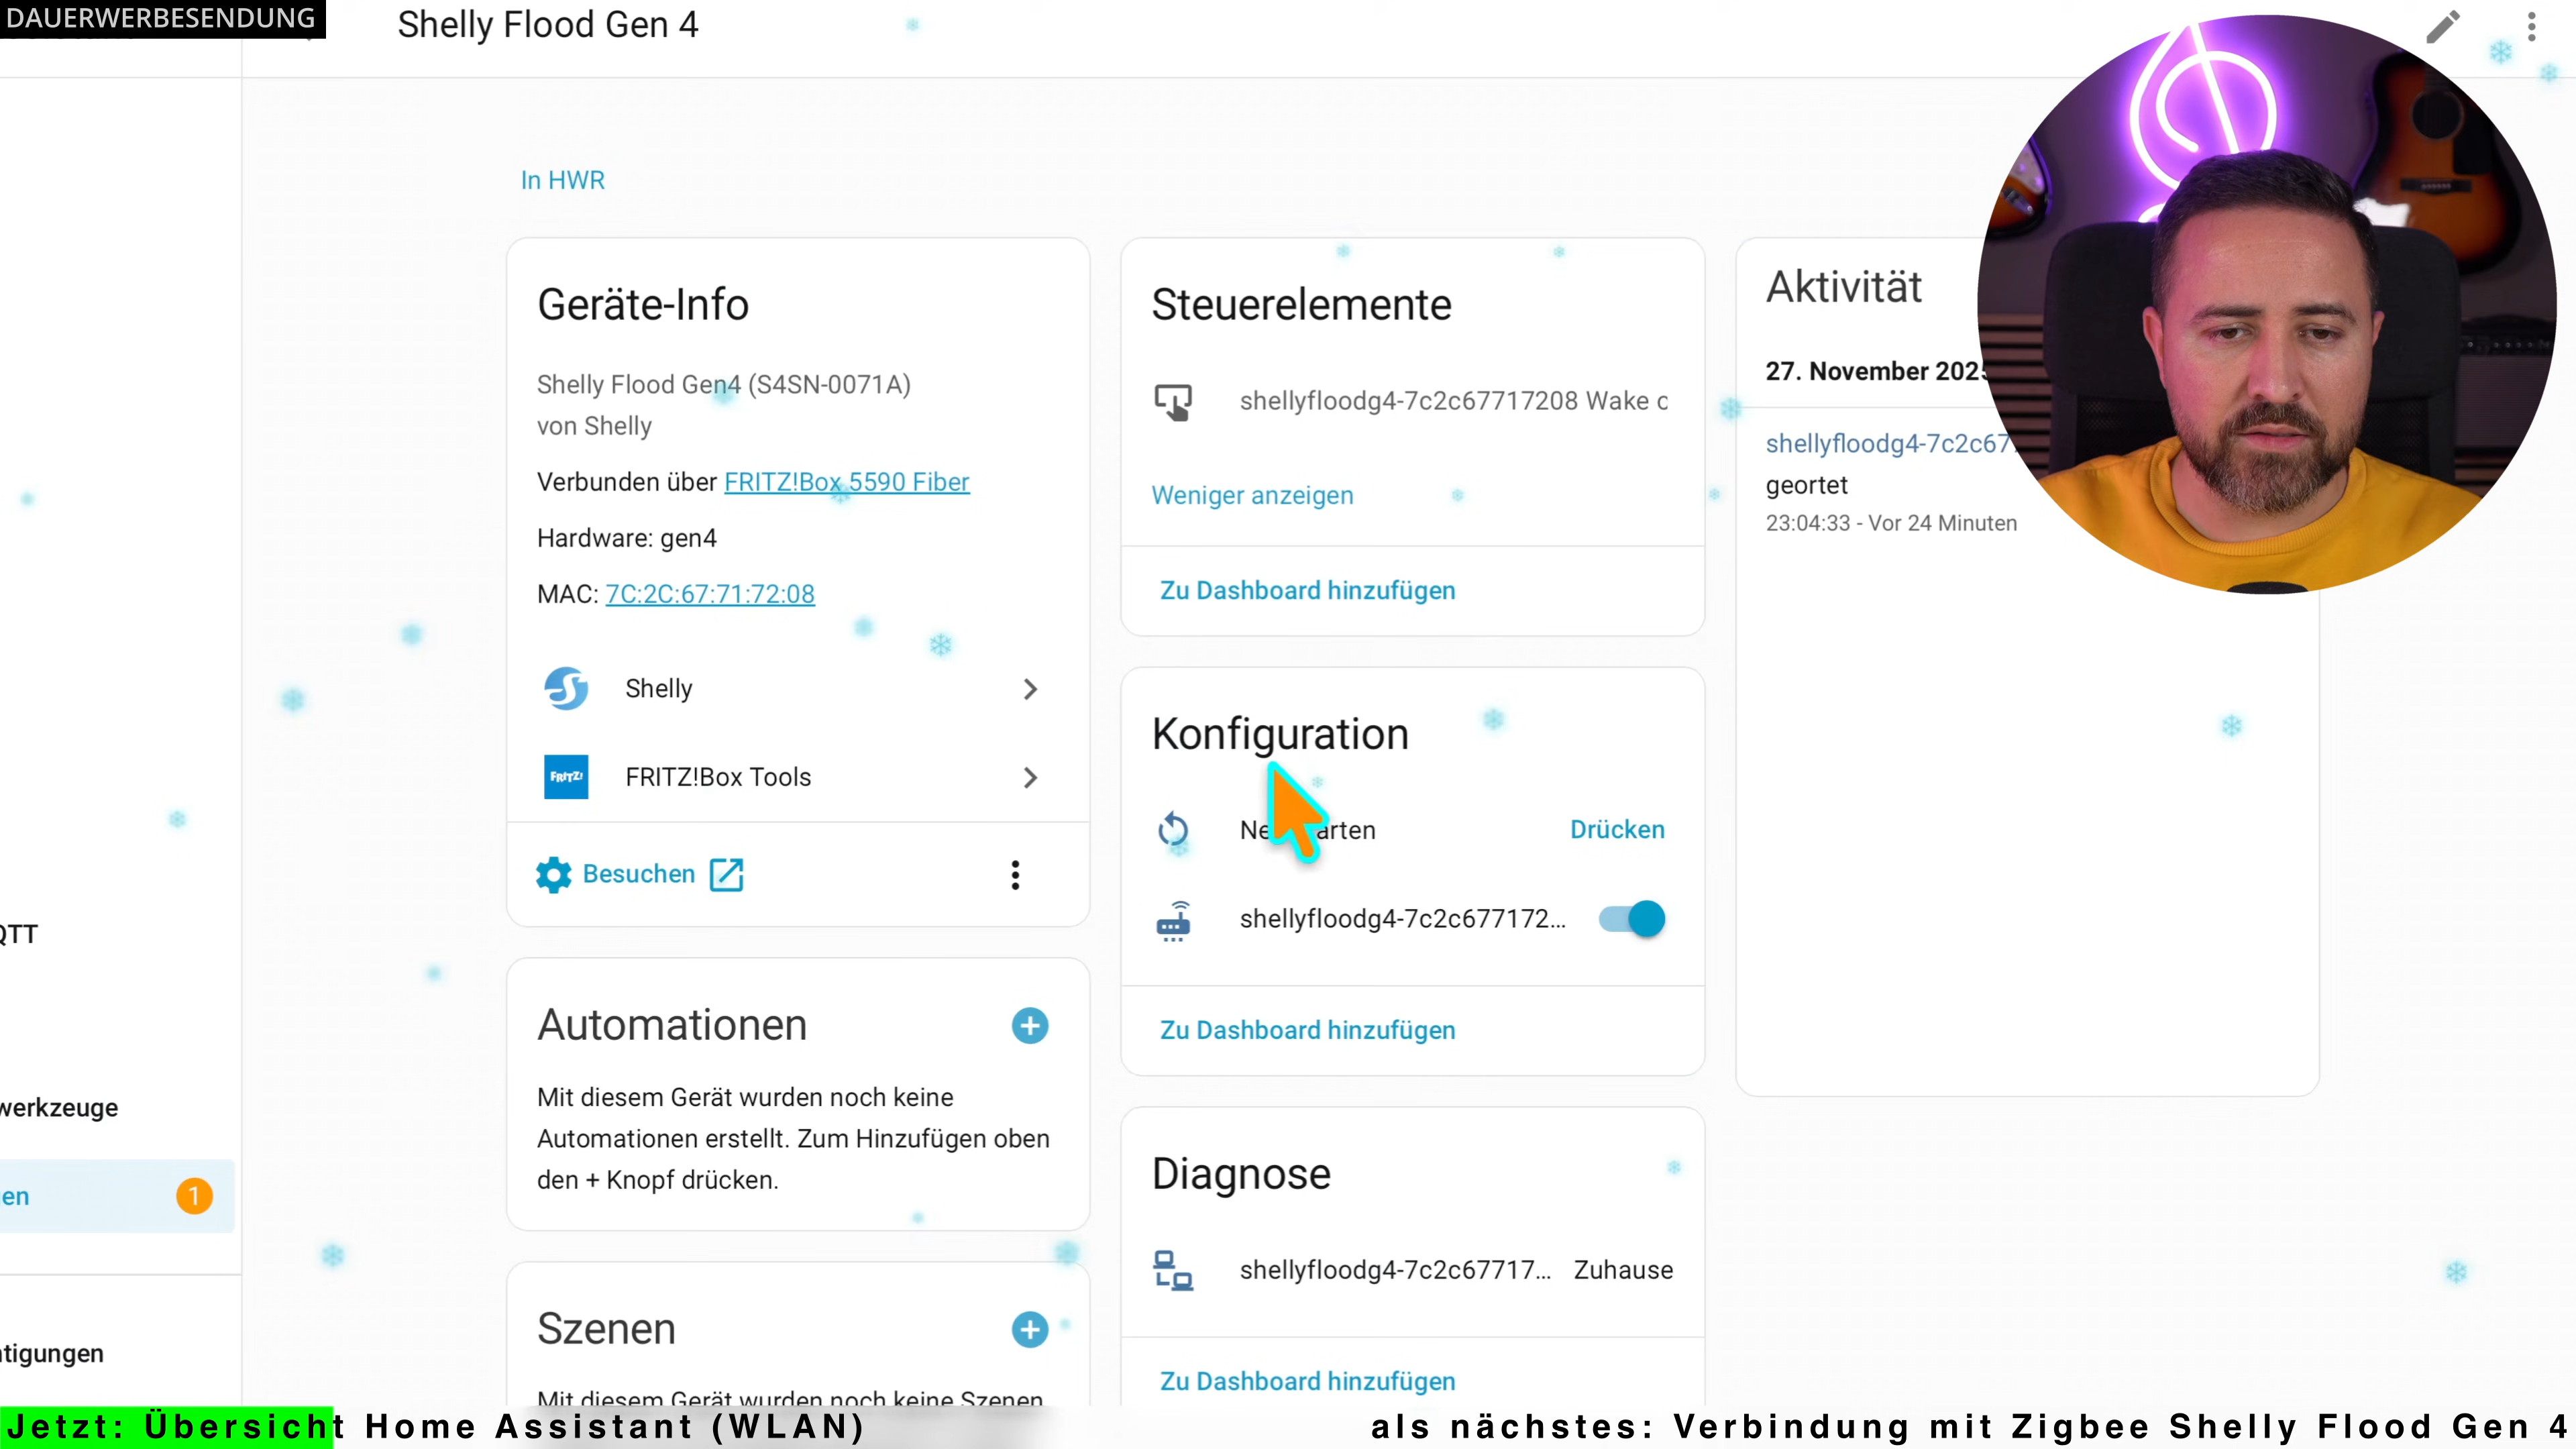 DAUERWERBESENDUNG
Shelly Flood Gen 4
In HWR
Geräte-Info
Shelly Flood Gen4 (S4SN-0071A)
von Shelly
Verbunden über FRITZ!Box 5590 Fiber
Hardware: gen4
MAC: 7C:2C:67:71:72:08
Shelly
FRITZ!
FRITZ!Box Tools
Besuchen
Automationen
Mit diesem Gerät wurden noch keine
Automationen erstellt. Zum Hinzufügen oben
den + Knopf drücken.
Szenen
Mit diesem Gerät wurden noch keine Szenen
Steuerelemente
shellyfloodg4-7c2c67717208 Wake
Weniger anzeigen
Zu Dashboard hinzufügen
Konfiguration
Drücken
shellyfloodg4-7c2c677172...
Zu Dashboard hinzufügen
Diagnose
shellyfloodg4-7c2c67717... Zuhause
Zu Dashboard hinzufügen
Aktivität
27. November 2025
shellyfloodg4-7c2c67
geortet
23:04:33 - Vor 24 Minuten
QTT
werkzeuge
en 1
tigungen
Jetzt: Übersicht Home Assistant (WLAN)
als nächstes: Verbindung mit Zigbee Shelly Flood Gen 4